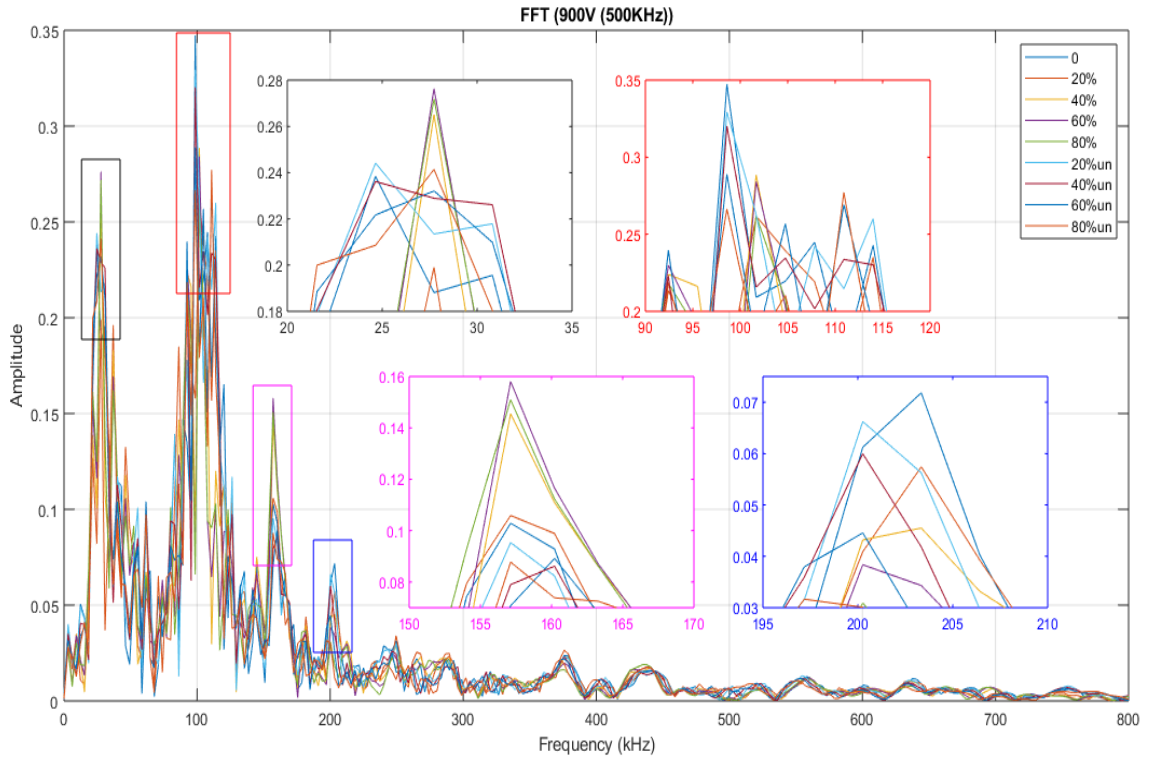 FFT (900V (500KHz))
Amplitude
0.35
0.3
0.25
0.2
0.15
0.1
0.05
0
0 100 200 300 400 500 600 700 800
Frequency (kHz)
0.28
0.26
0.24
0.22
0.2
0.18
20 25 30 35
0.35
0.3
0.25
0.2
90 95 100 105 110 115 120
0
20%
40%
60%
80%
20%un
40%un
60%un
80%un
0.16
0.14
0.12
0.1
0.08
150 155 160 165 170
0.07
0.06
0.05
0.04
0.03
195 200 205 210